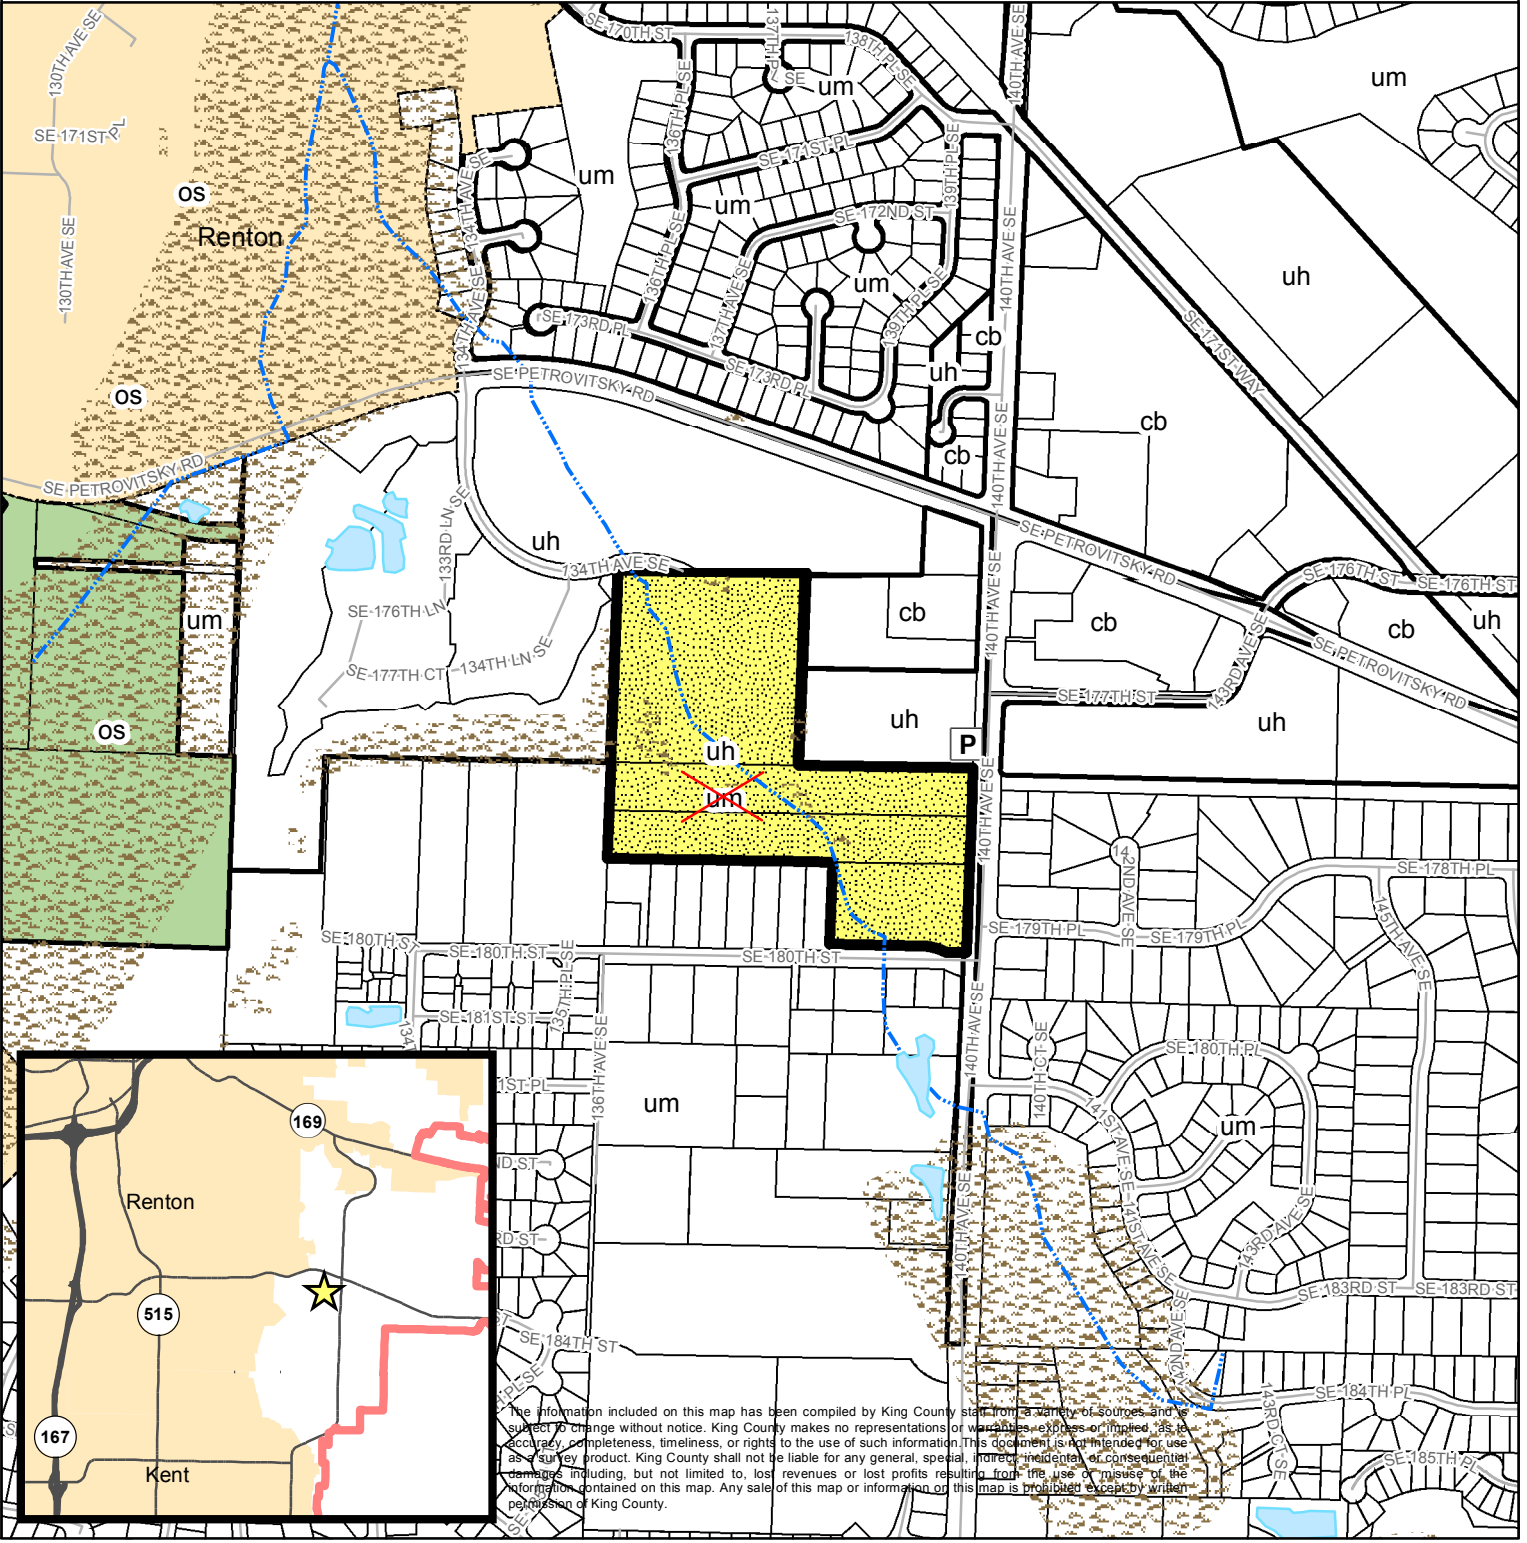 SE 170TH ST
137TH PL SE
138TH PL SE
140TH AVE SE
um
um
130TH AVE SE
SE 171ST PL
136TH PL SE
SE 171ST PL
139TH PL SE
os
134TH AVE SE
um
um
SE 172ND ST
Renton
130TH AVE SE
134TH AVE SE
136TH PL SE
137TH AVE SE
um
139TH PL SE
140TH AVE SE
uh
SE 173RD PL
SE 171ST WAY
134TH AVE SE
cb
SE PETROVITSKY RD
SE 173RD PL
uh
os
cb
140TH AVE SE
cb
SE PETROVITSKY RD
133RD LN SE
uh
134TH AVE SE
SE PETROVITSKY RD
140TH AVE SE
SE 176TH ST
SE 176TH ST
SE 176TH LN
um
cb
cb
cb
uh
143RD AVE SE
SE PETROVITSKY RD
SE 177TH CT
134TH LN SE
SE 177TH ST
os
uh
uh
P
uh
um
140TH AVE SE
142ND AVE SE
SE 178TH PL
145TH AVE SE
SE 179TH PL
SE 179TH PL
SE 180TH ST
SE 180TH ST
SE 180TH ST
135TH PL SE
SE 181ST ST
134T
136TH AVE SE
140TH AVE SE
140TH CT SE
SE 180TH PL
1ST PL
um
141ST AVE SE
um
ND ST
140TH AVE SE
141ST AVE SE
143RD AVE SE
RD ST
SE 183RD ST
SE 183RD ST
142ND AVE SE
ST
SE 184TH ST
H PL SE
SE 184TH PL
143RD CT SE
SE 185TH PL
169
Renton
515
167
Kent
The information included on this map has been compiled by King County staff from a variety of sources and is
subject to change without notice. King County makes no representations or warranties, express or implied, as to
accuracy, completeness, timeliness, or rights to the use of such information. This document is not intended for use
as a survey product. King County shall not be liable for any general, special, indirect, incidental, or consequential
damages including, but not limited to, lost revenues or lost profits resulting from the use or misuse of the
information contained on this map. Any sale of this map or information on this map is prohibited except by written
permission of King County.